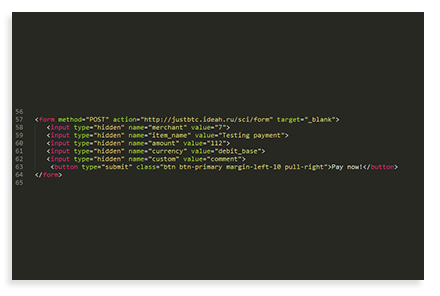 56
57 <form method="POST" action="http://justbtc.ideah.ru/sci/form" target="_blank">
58 <input type="hidden" name="merchant" value="7">
59 <input type="hidden" name="item_name" value="Testing payment">
60 <input type="hidden" name="amount" value="112">
61 <input type="hidden" name="currency" value="debit_base">
62 <input type="hidden" name="custom" value="comment">
63 <button type="submit" class="btn btn-primary margin-left-10 pull-right">Pay now!</button>
64 </form>
65